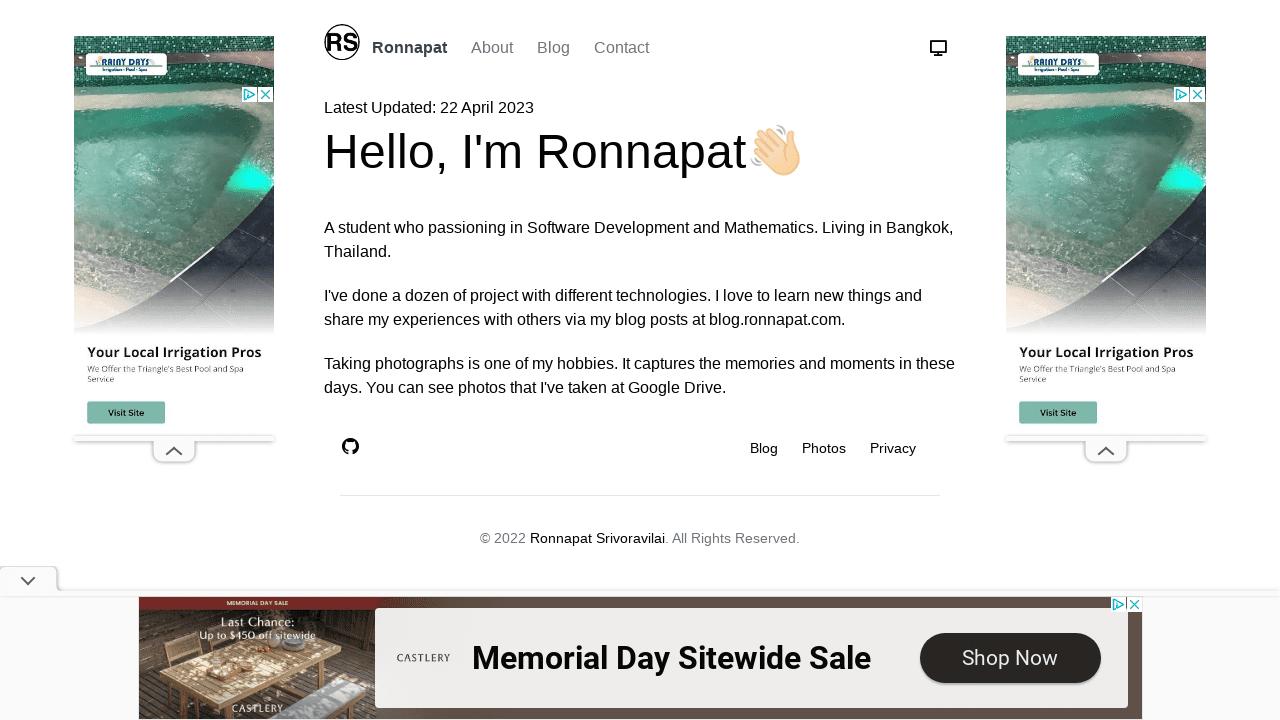 RS
Ronnapat About Blog Contact
RAINY DAYS
Irrigation • Pool • Spa
Latest Updated: 22 April 2023
Hello, I'm Ronnapat👋🏼
A student who passioning in Software Development and Mathematics. Living in Bangkok,
Thailand.
I've done a dozen of project with different technologies. I love to learn new things and
share my experiences with others via my blog posts at blog.ronnapat.com.
Taking photographs is one of my hobbies. It captures the memories and moments in these
days. You can see photos that I've taken at Google Drive.
Your Local Irrigation Pros
We Offer the Triangle's Best Pool and Spa
Service
Visit Site
RAINY DAYS
Irrigation • Pool • Spa
Your Local Irrigation Pros
We Offer the Triangle's Best Pool and Spa
Service
Visit Site
Blog Photos Privacy
© 2022 Ronnapat Srivoravilai. All Rights Reserved.
MEMORIAL DAY SALE
Last Chance:
Up to $450 off sitewide
CASTLERY
CASTLERY
Memorial Day Sitewide Sale
Shop Now